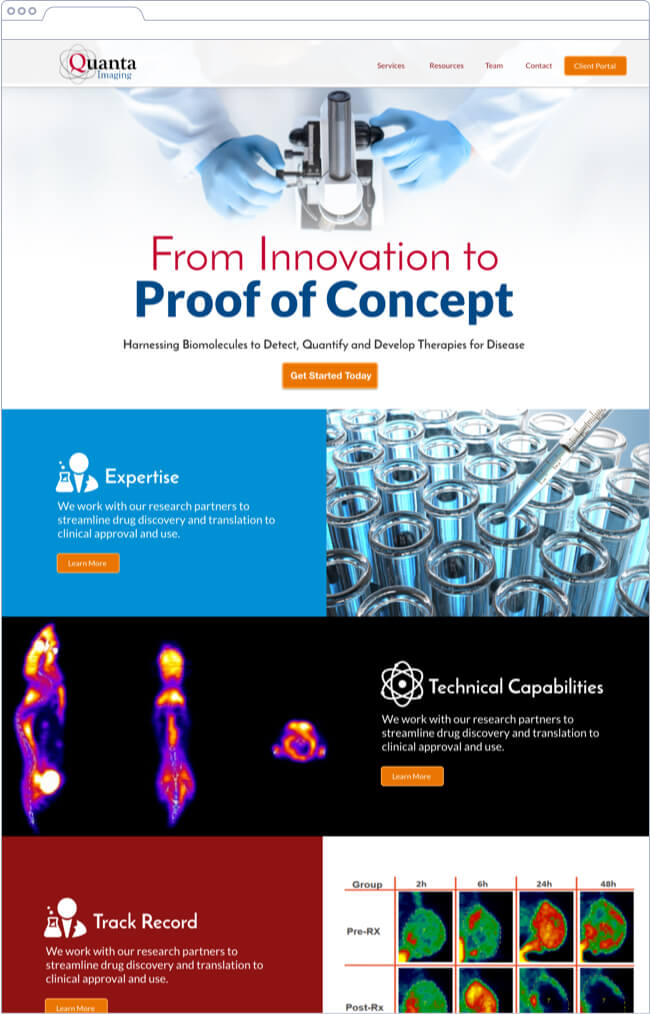 Quanta
Imaging
Services Resources Team Contact Client Portal
From Innovation to
Proof of Concept
Harnessing Biomolecules to Detect, Quantify and Develop Therapies for Disease
Get Started Today
Expertise
We work with our research partners to
streamline drug discovery and translation to
clinical approval and use.
Learn More
Technical Capabilities
We work with our research partners to
streamline drug discovery and translation to
clinical approval and use.
Learn More
Track Record
We work with our research partners to
streamline drug discovery and translation to
clinical approval and use.
Learn More
Group 2h 6h 24h 48h
Pre-RX
Post-Rx